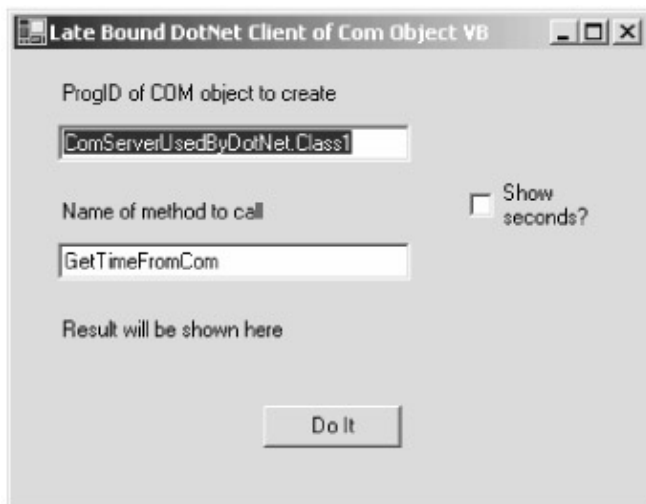 Late Bound DotNet Client of Com Object VB
ProgID of COM object to create
ComServerUsedByDotNet.Class1
Show
seconds?
Name of method to call
GetTimeFromCom
Result will be shown here
Do It